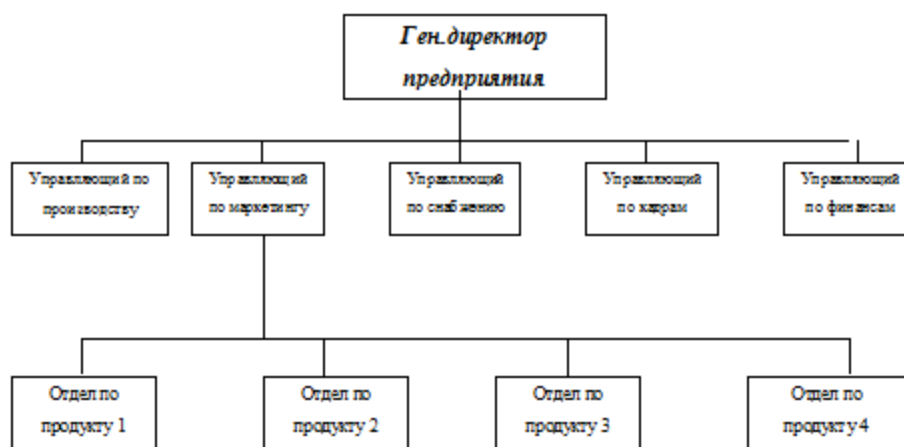 Ген.директор
предприятия
Управляющий по
производству
Управляющий
по маркетингу
Управляющий
по снабжению
Управляющий
по кадрам
Управляющий
по финансам
Отдел по
продукту 1
Отдел по
продукту 2
Отдел по
продукту 3
Отдел по
продукту 4